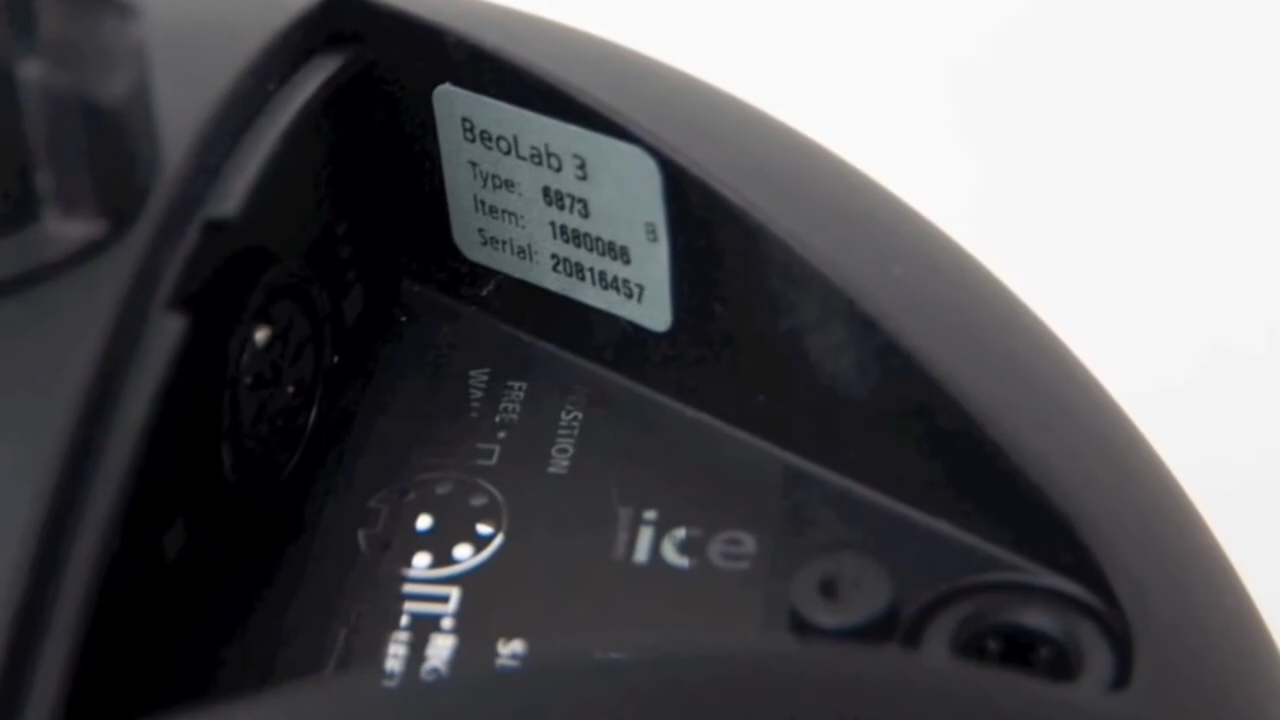 BeoLab 3
Type: 6873
Item: 1680066 B
Serial: 20816457
FREE
POSITION
ice